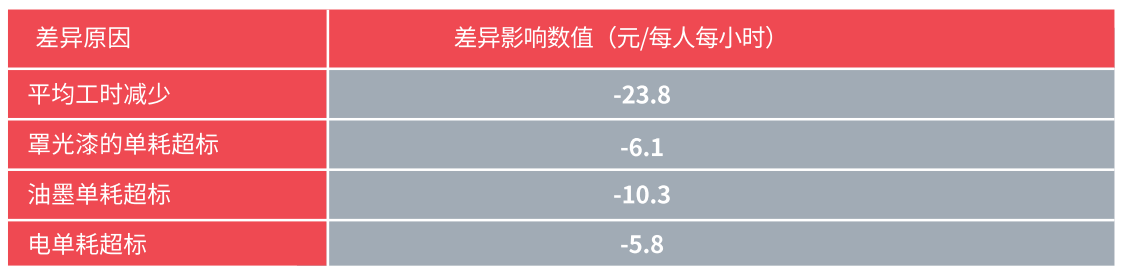 差异原因 差异影响数值（元/每人每小时）
平均工时减少 -23.8
罩光漆的单耗超标 -6.1
油墨单耗超标 -10.3
电单耗超标 -5.8